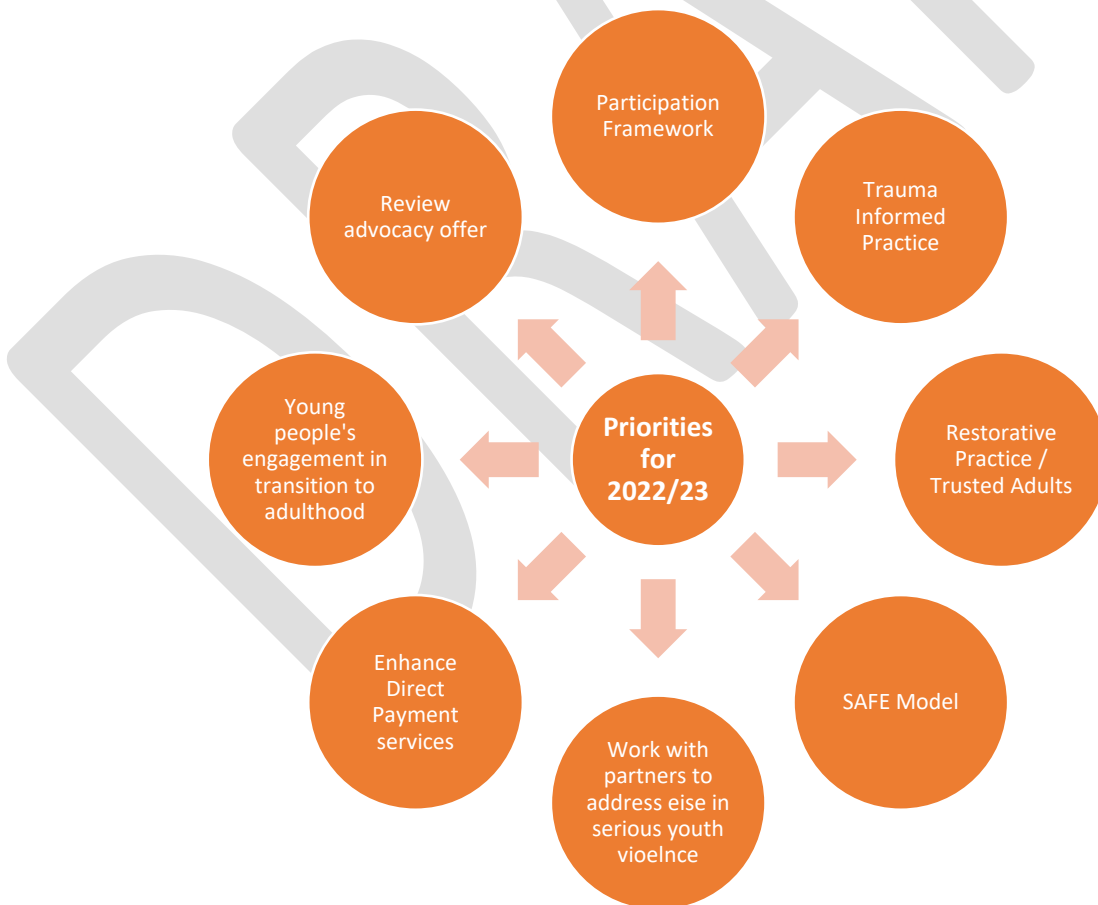 Participation
Framework
Trauma
Informed
Practice
Restorative
Practice /
Trusted Adults
SAFE Model
Work with
partners to
address eise in
serious youth
vioelnce
Enhance
Direct
Payment
services
Young
people's
engagement in
transition to
adulthood
Review
advocacy offer
Priorities
for
2022/23